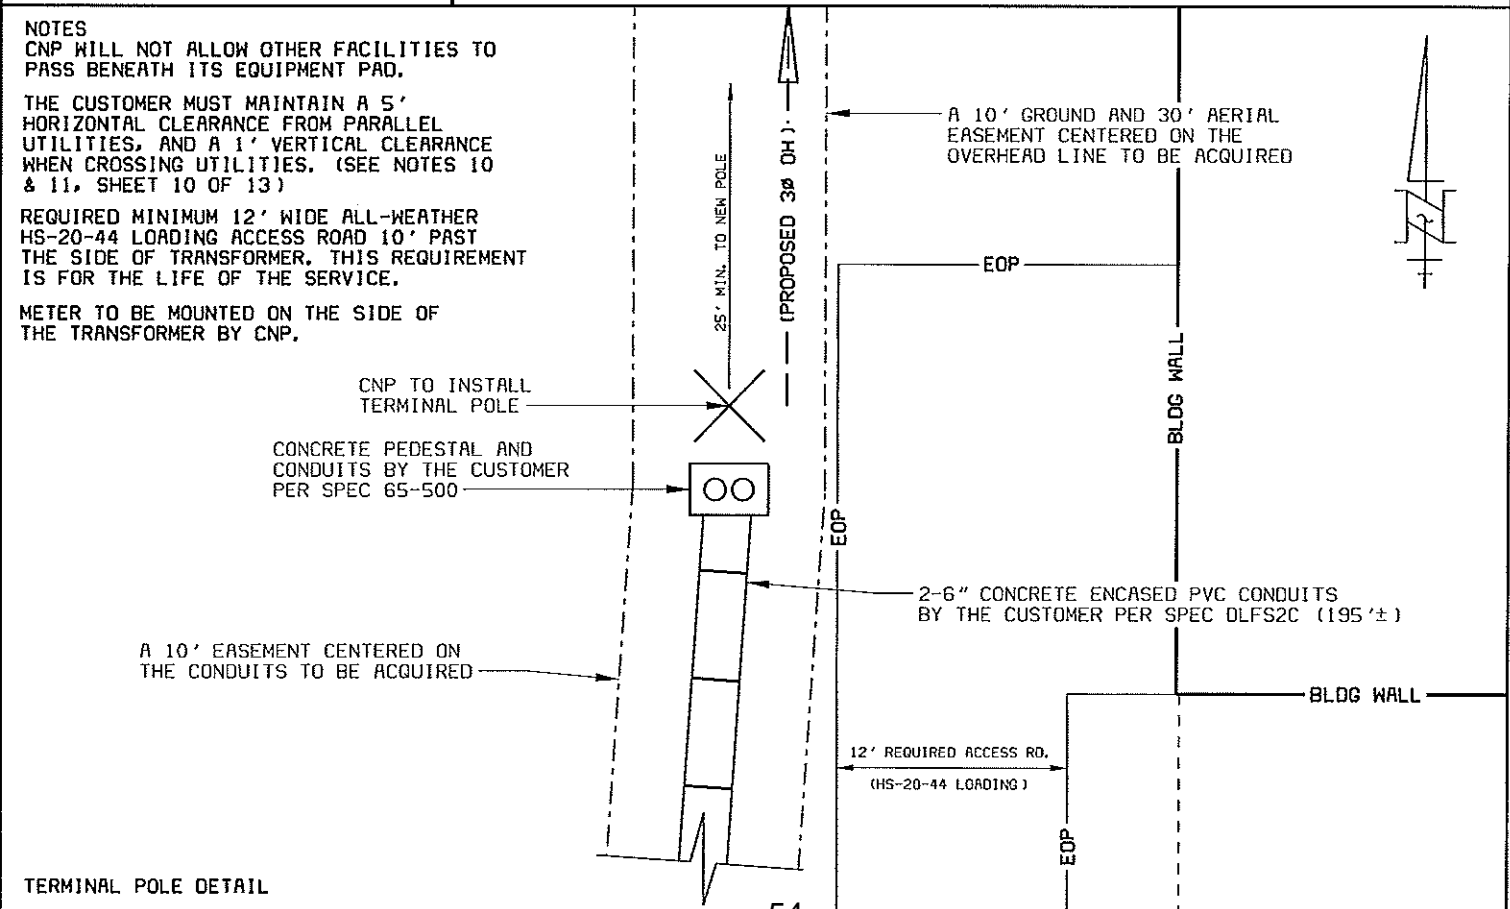 NOTES
CNP WILL NOT ALLOW OTHER FACILITIES TO
PASS BENEATH ITS EQUIPMENT PAD.
THE CUSTOMER MUST MAINTAIN A 5'
HORIZONTAL CLEARANCE FROM PARALLEL
UTILITIES, AND A 1' VERTICAL CLEARANCE
WHEN CROSSING UTILITIES. (SEE NOTES 10
& 11, SHEET 10 OF 13)
REQUIRED MINIMUM 12' WIDE ALL-WEATHER
HS-20-44 LOADING ACCESS ROAD 10' PAST
THE SIDE OF TRANSFORMER. THIS REQUIREMENT
IS FOR THE LIFE OF THE SERVICE.
METER TO BE MOUNTED ON THE SIDE OF
THE TRANSFORMER BY CNP.
25' MIN. TO NEW POLE
(PROPOSED 3Ø OH)
A 10' GROUND AND 30' AERIAL
EASEMENT CENTERED ON THE
OVERHEAD LINE TO BE ACQUIRED
EOP
BLDG WALL
CNP TO INSTALL
TERMINAL POLE
CONCRETE PEDESTAL AND
CONDUITS BY THE CUSTOMER
PER SPEC 65-500
EOP
2-6" CONCRETE ENCASED PVC CONDUITS
BY THE CUSTOMER PER SPEC DLFS2C (195'±)
A 10' EASEMENT CENTERED ON
THE CONDUITS TO BE ACQUIRED
BLDG WALL
12' REQUIRED ACCESS RD.
(HS-20-44 LOADING)
EOP
TERMINAL POLE DETAIL